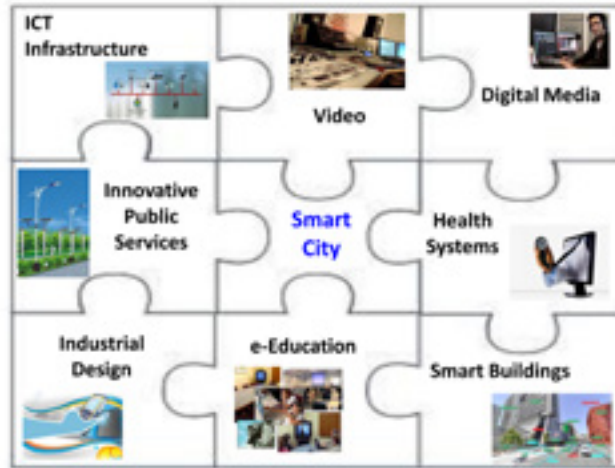 ICT
Infrastructure
Video
Digital Media
Innovative
Public
Services
Smart
City
Health
Systems
Industrial
Design
e-Education
Smart Buildings